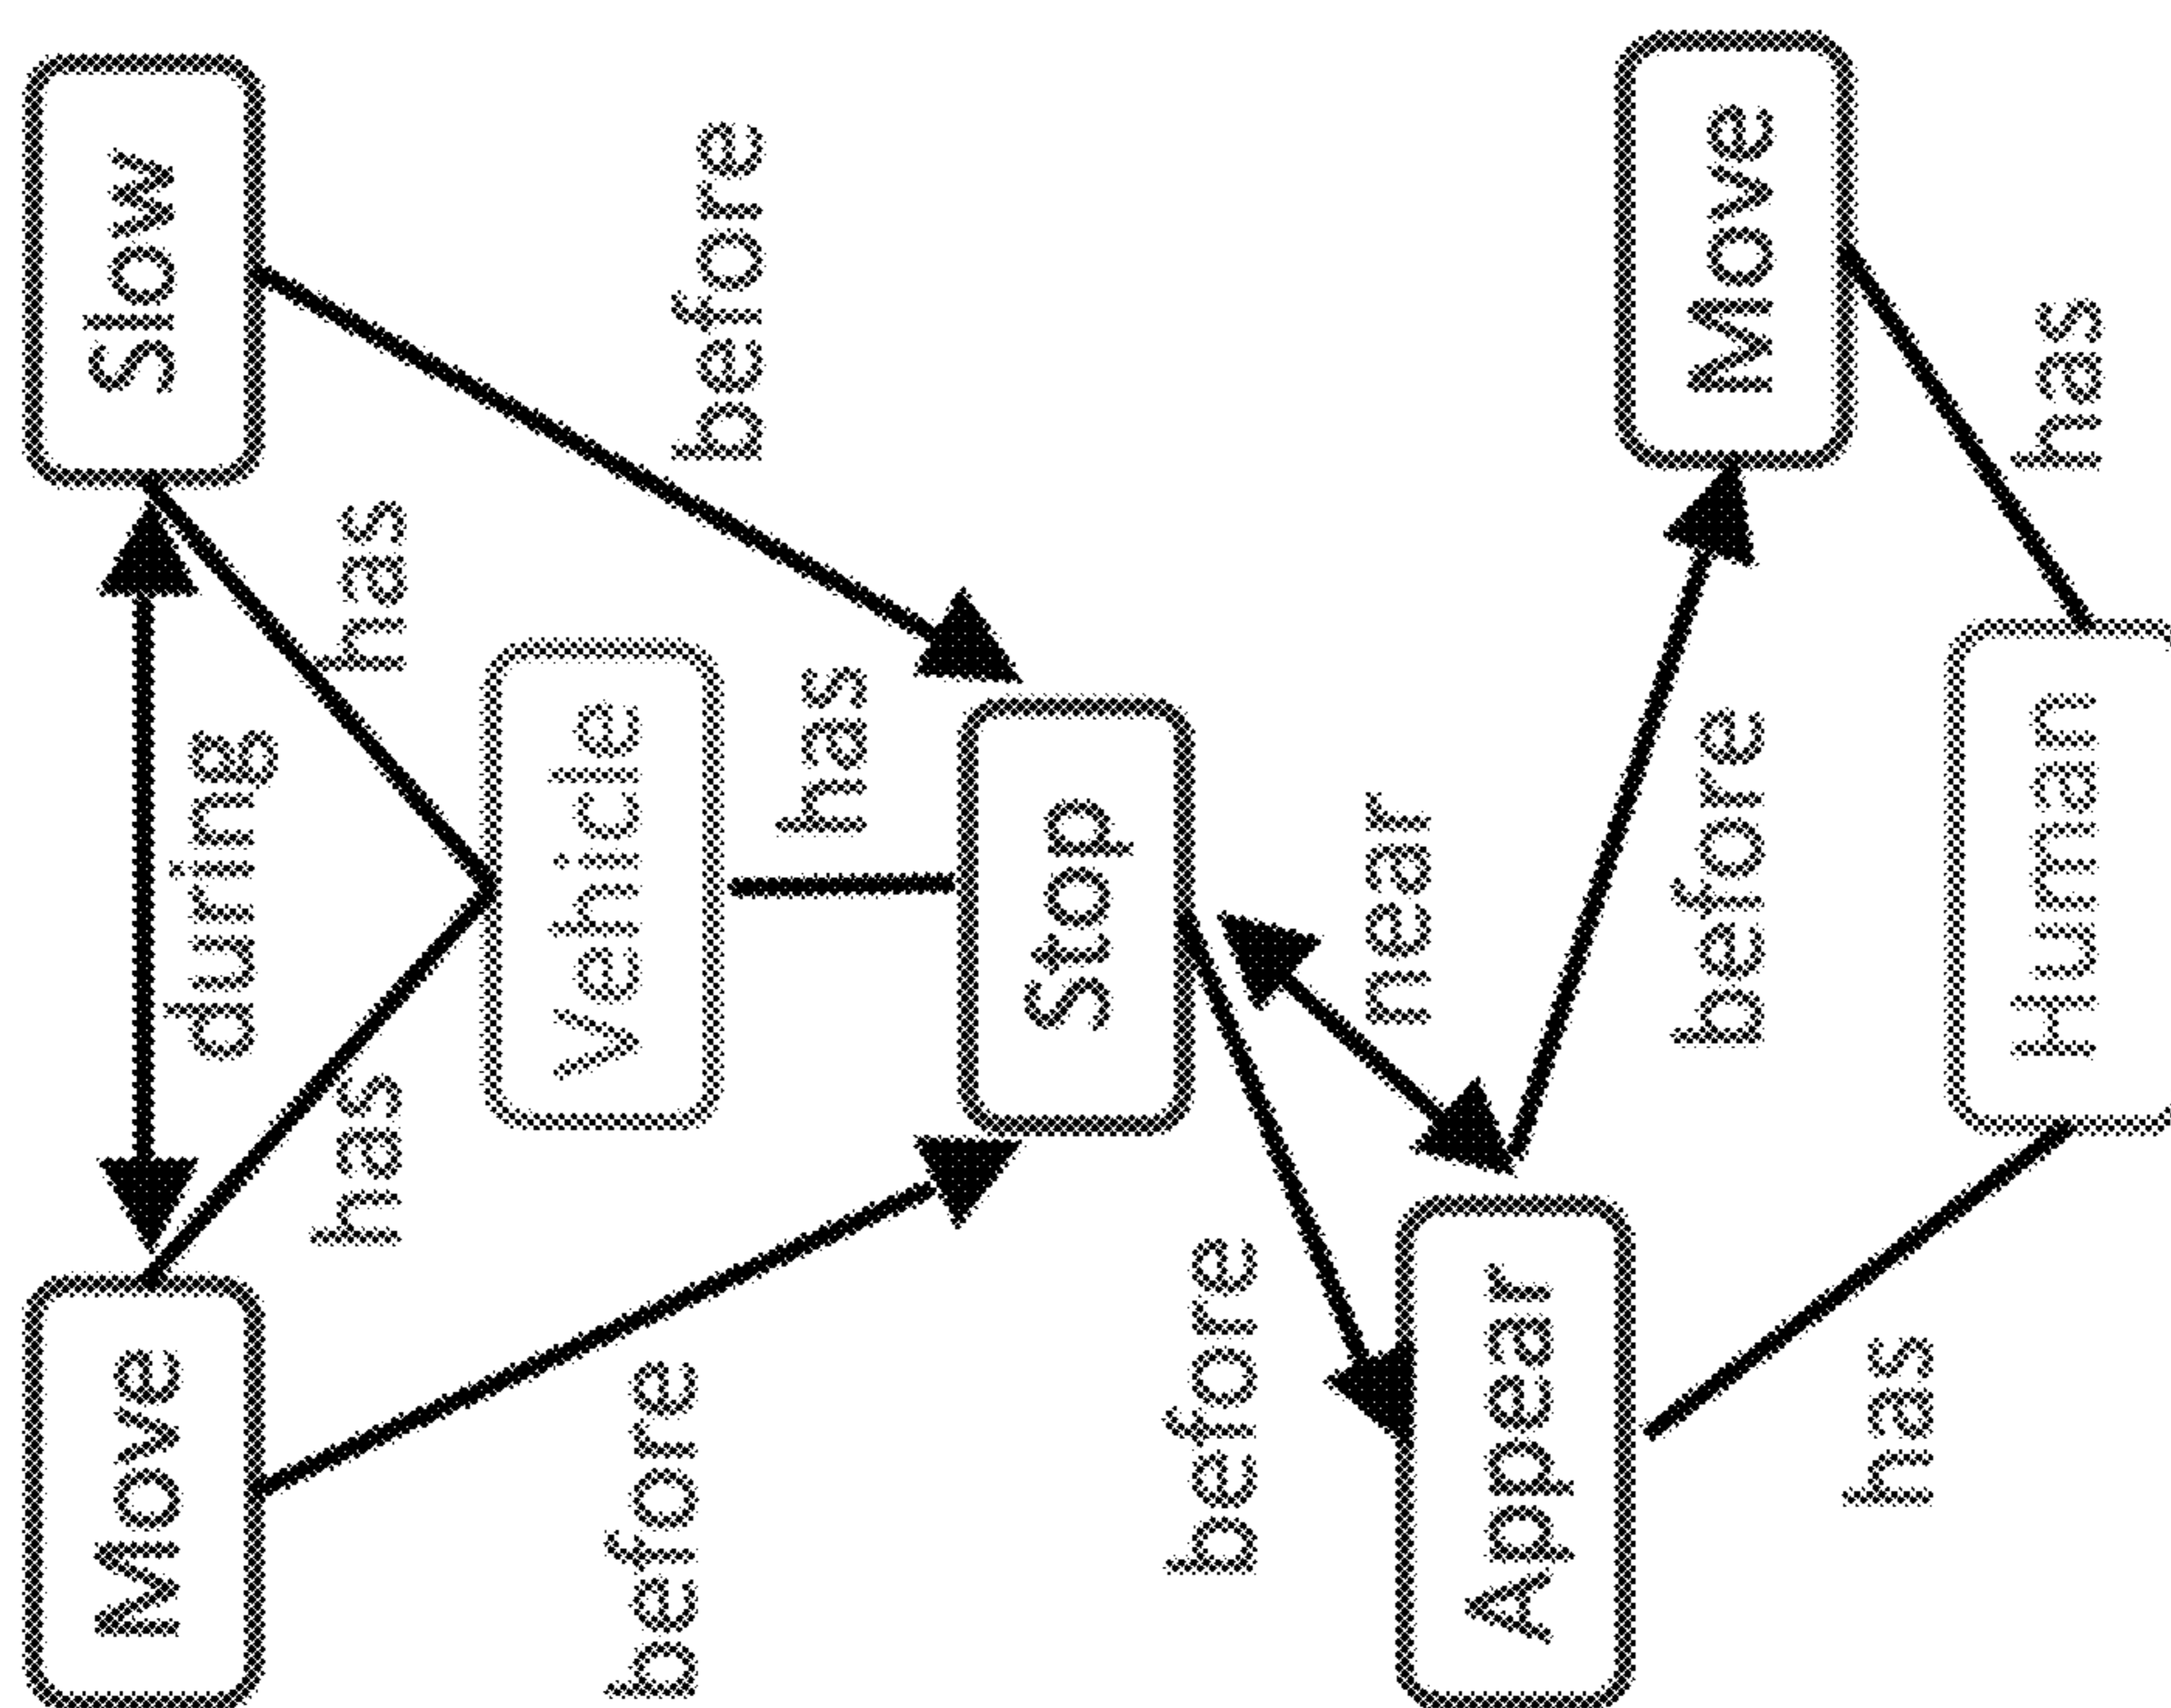 Move
during
Slow
has
has
Vehicle
before
has
before
Stop
before
near
Appear
before
Move
has
Human
has